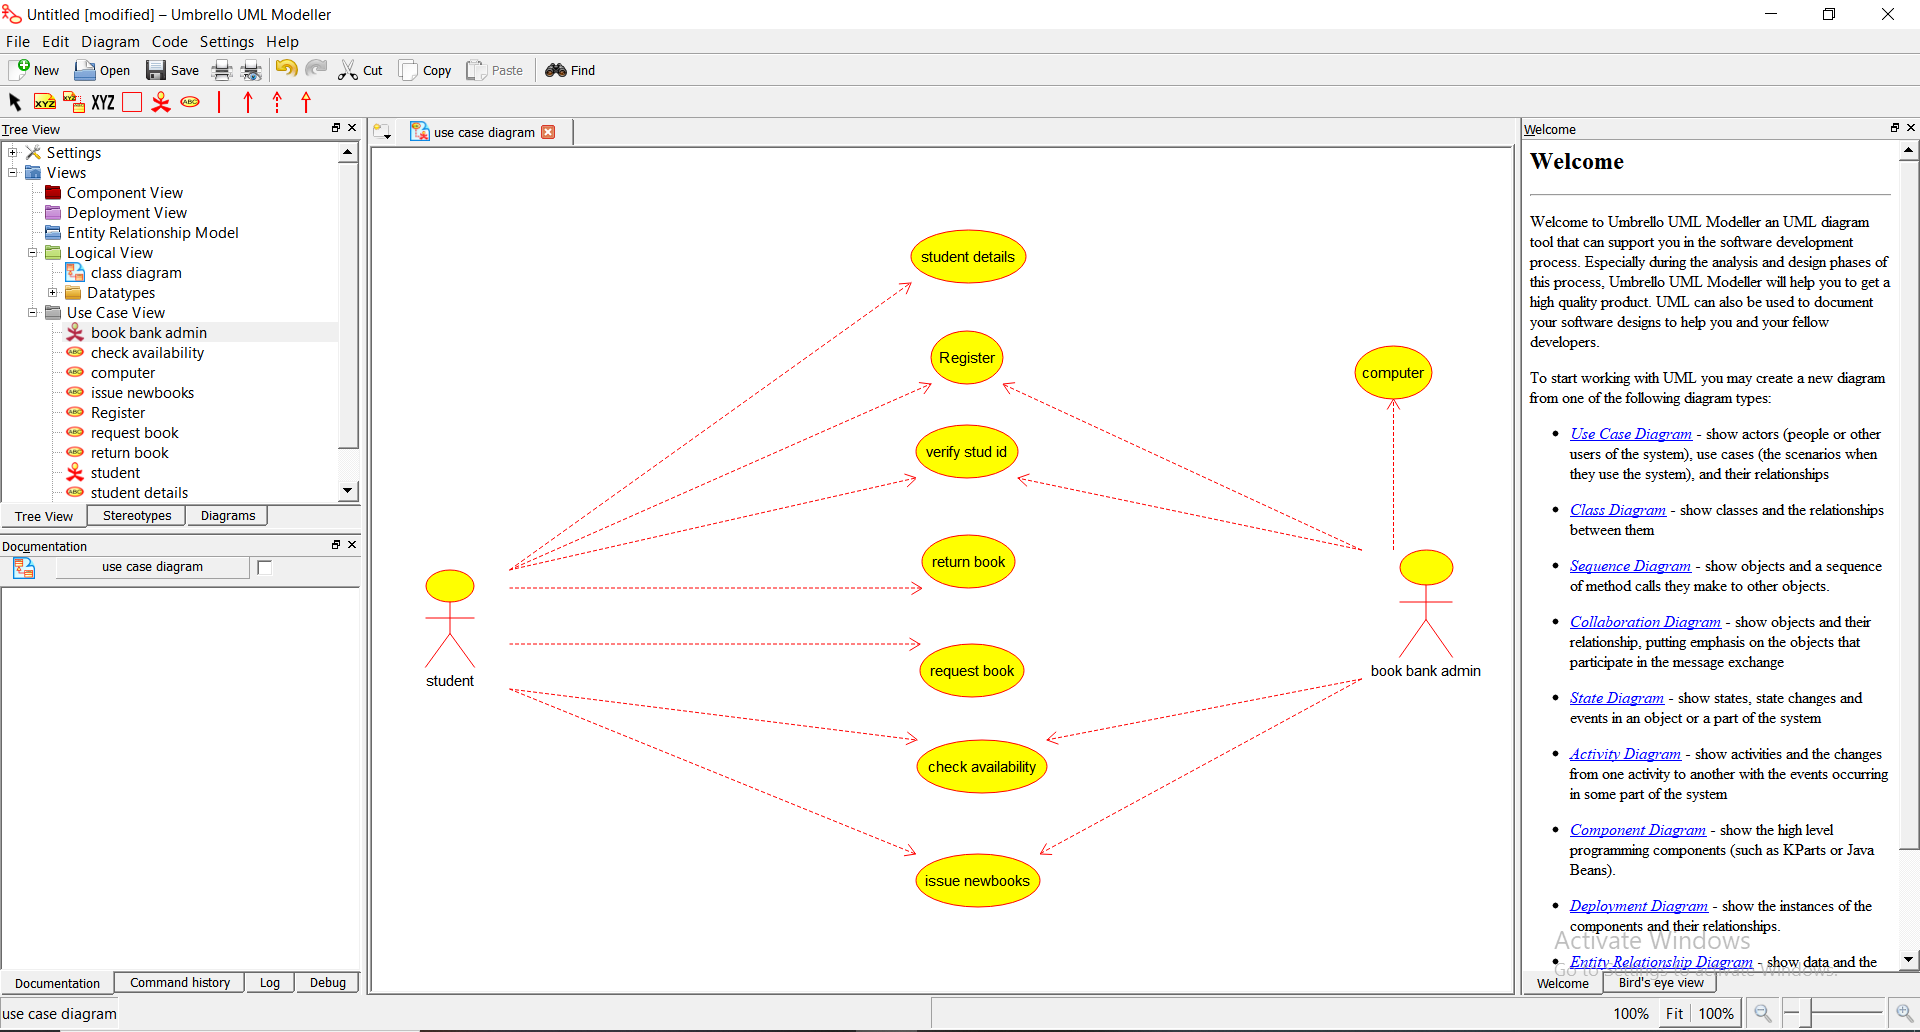 Untitled [modified] – Umbrello UML Modeller
File Edit Diagram Code Settings Help
New Open Save Cut Copy Paste Find
XYZ XYZ XYZ ABC
Tree View
Settings
Views
Component View
Deployment View
Entity Relationship Model
Logical View
class diagram
Datatypes
Use Case View
book bank admin
check availability
computer
issue newbooks
Register
request book
return book
student
student details
Tree View Stereotypes Diagrams
Documentation
use case diagram
Documentation Command history Log Debug
use case diagram
use case diagram
student details
Register
computer
verify stud id
return book
request book
check availability
issue newbooks
student
book bank admin
Welcome
Welcome
Welcome to Umbrello UML Modeller an UML diagram
tool that can support you in the software development
process. Especially during the analysis and design phases of
this process, Umbrello UML Modeller will help you to get a
high quality product. UML can also be used to document
your software designs to help you and your fellow
developers.
To start working with UML you may create a new diagram
from one of the following diagram types:
• Use Case Diagram - show actors (people or other
users of the system), use cases (the scenarios when
they use the system), and their relationships
• Class Diagram - show classes and the relationships
between them
• Sequence Diagram - show objects and a sequence
of method calls they make to other objects.
• Collaboration Diagram - show objects and their
relationship, putting emphasis on the objects that
participate in the message exchange
• State Diagram - show states, state changes and
events in an object or a part of the system
• Activity Diagram - show activities and the changes
from one activity to another with the events occurring
in some part of the system
• Component Diagram - show the high level
programming components (such as KParts or Java
Beans).
• Deployment Diagram - show the instances of the
components and their relationships.
Activate Windows
• Entity-Relationship Diagram - show data and the
Go to Settings to activate Windows.
Welcome Bird's eye view
100% Fit 100%